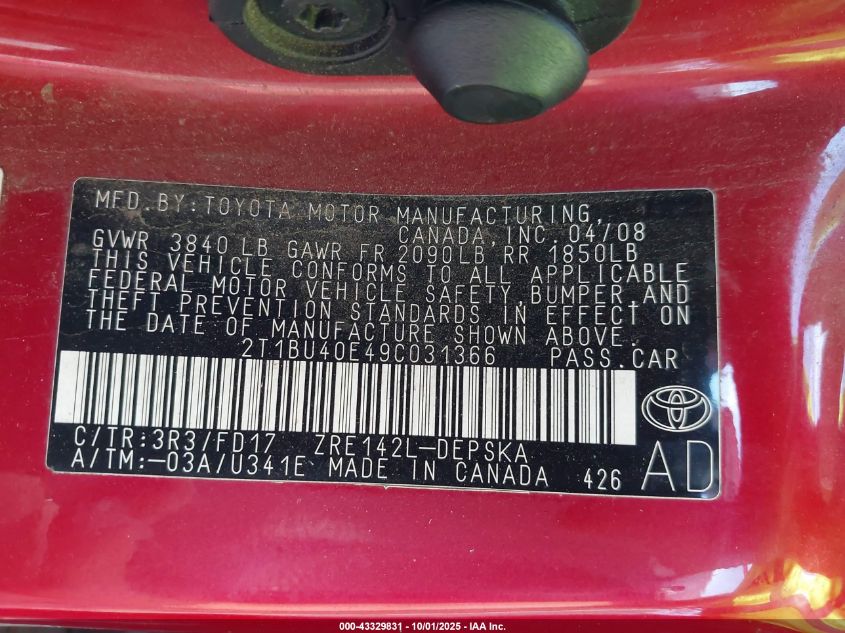 MFD. BY: TOYOTA MOTOR MANUFACTURING,
CANADA, INC. 04/08
GVWR 3840 LB GAWR FR 2090LB RR 1850LB
THIS VEHICLE CONFORMS TO ALL APPLICABLE
FEDERAL MOTOR VEHICLE SAFETY, BUMPER, AND
THEFT PREVENTION STANDARDS IN EFFECT ON
THE DATE OF MANUFACTURE SHOWN ABOVE.
2T1BU40E49C031366 PASS. CAR
C/TR:3R3/FD17 ZRE142L-DEPSKA
A/TM:-03A/U341E MADE IN CANADA 426
AD
000-43329831 - 10/01/2025 - IAA Inc.